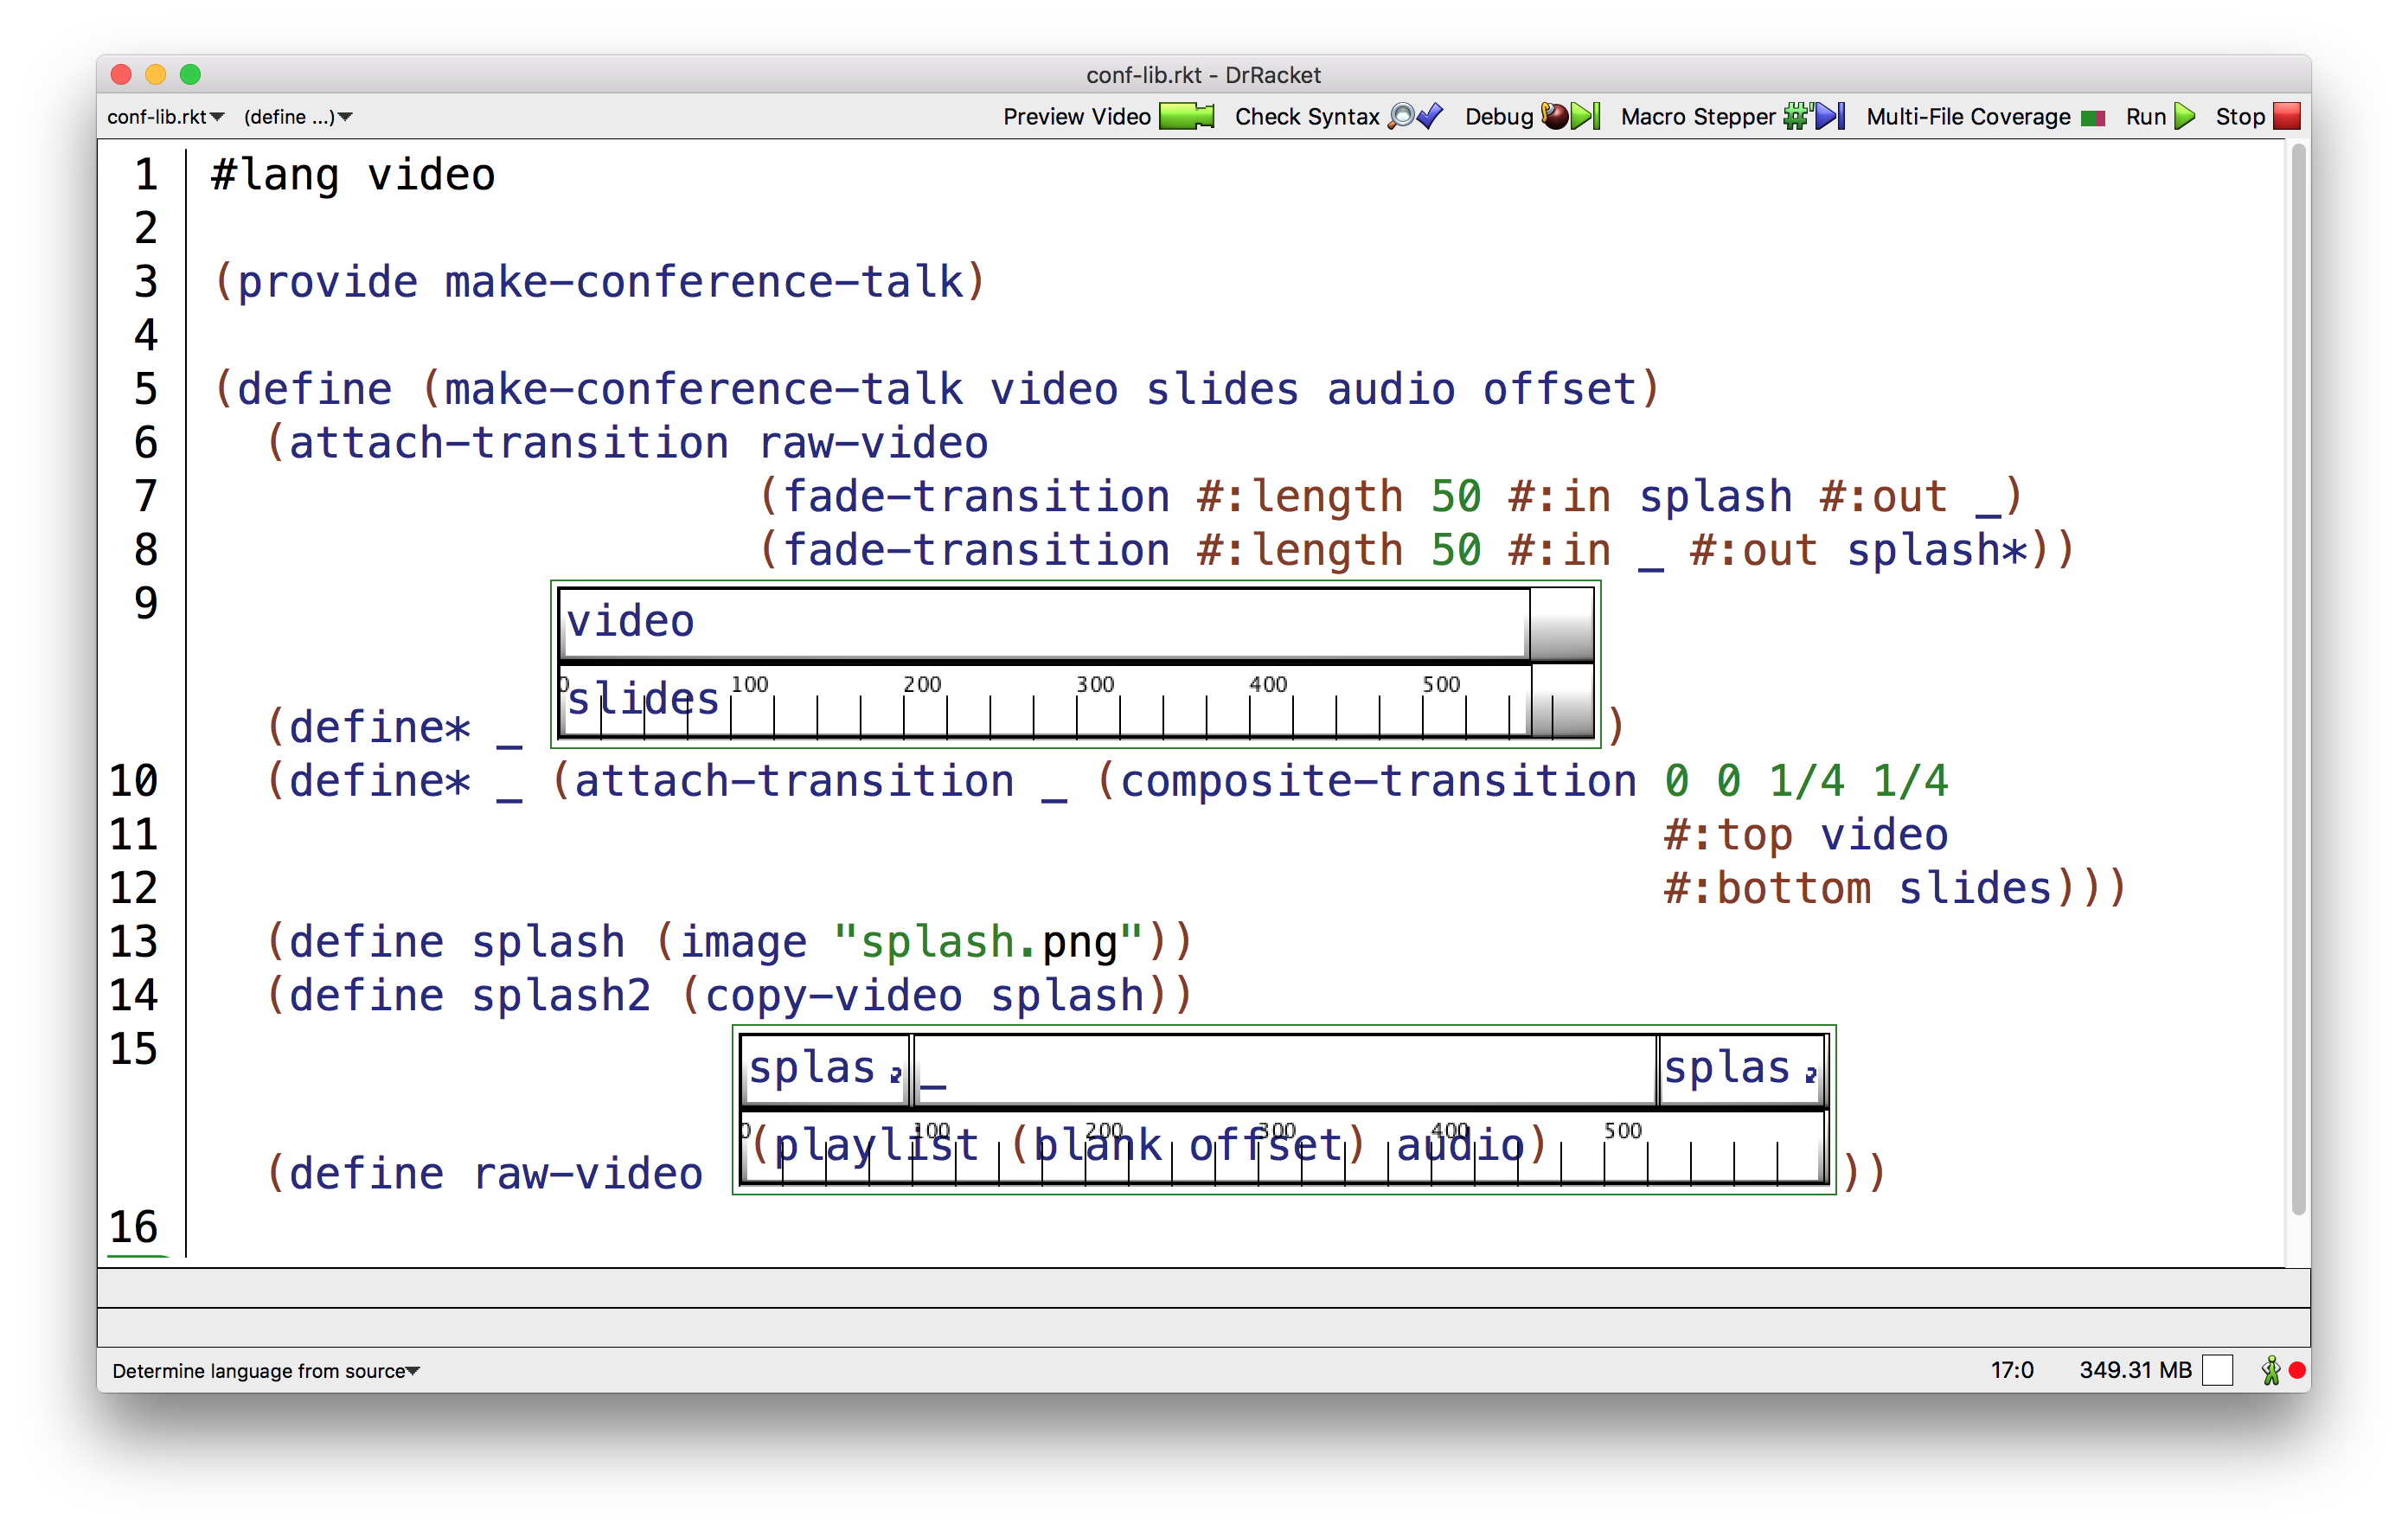 conf-lib.rkt - DrRacket
conf-lib.rkt (define ...) Preview Video Check Syntax Debug Macro Stepper Multi-File Coverage Run Stop
1 #lang video
2
3 (provide make-conference-talk)
4
5 (define (make-conference-talk video slides audio offset)
6 (attach-transition raw-video
7 (fade-transition #:length 50 #:in splash #:out _)
8 (fade-transition #:length 50 #:in _ #:out splash*))
9
video
0 100 200 300 400 500
slides
(define* _ )
10 (define* _ (attach-transition _ (composite-transition 0 0 1/4 1/4
11 #:top video
12 #:bottom slides)))
13 (define splash (image "splash.png"))
14 (define splash2 (copy-video splash))
15
splas _ splas
0 100 200 300 400 500
(playlist (blank offset) audio)
(define raw-video ))
16
Determine language from source 17:0 349.31 MB